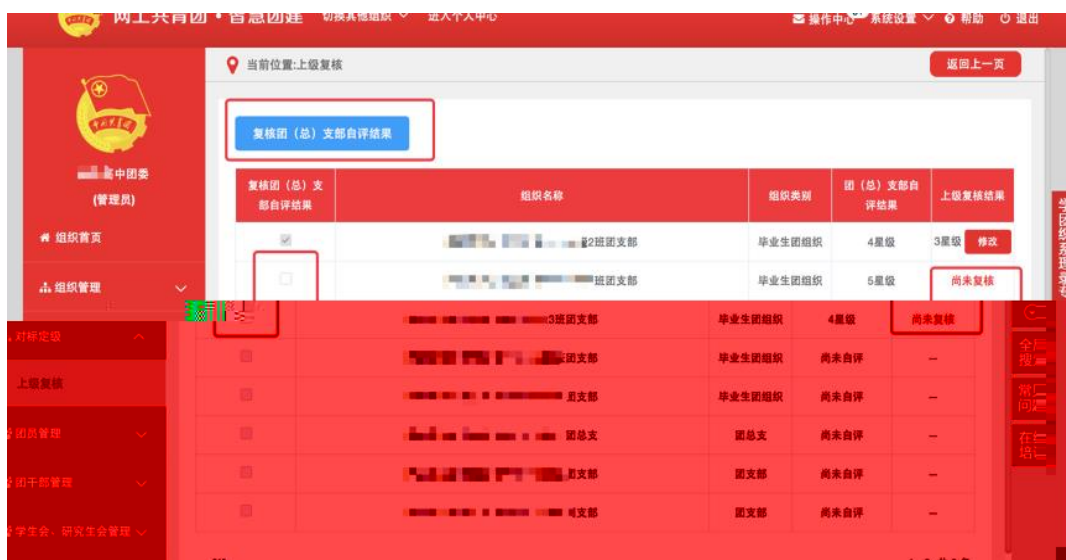 网上共青团·智慧团建 切换其他组织 进入个人中心 操作中心 系统设置 帮助 退出
当前位置:上级复核 返回上一页
复核团（总）支部自评结果
中团委
(管理员)
组织首页
组织管理
对标定级
上级复核
团员管理
团干部管理
学生会、研究生会管理
复核团（总）支部自评结果 组织名称 组织类别 团（总）支部自评结果 上级复核结果
2班团支部 毕业生团组织 4星级 3星级 修改
班团支部 毕业生团组织 5星级 尚未复核
3班团支部 毕业生团组织 4星级 尚未复核
团支部 毕业生团组织 尚未自评 --
支部 毕业生团组织 尚未自评 --
团总支 团总支 尚未自评 --
支部 团支部 尚未自评 --
支部 团支部 尚未自评 --